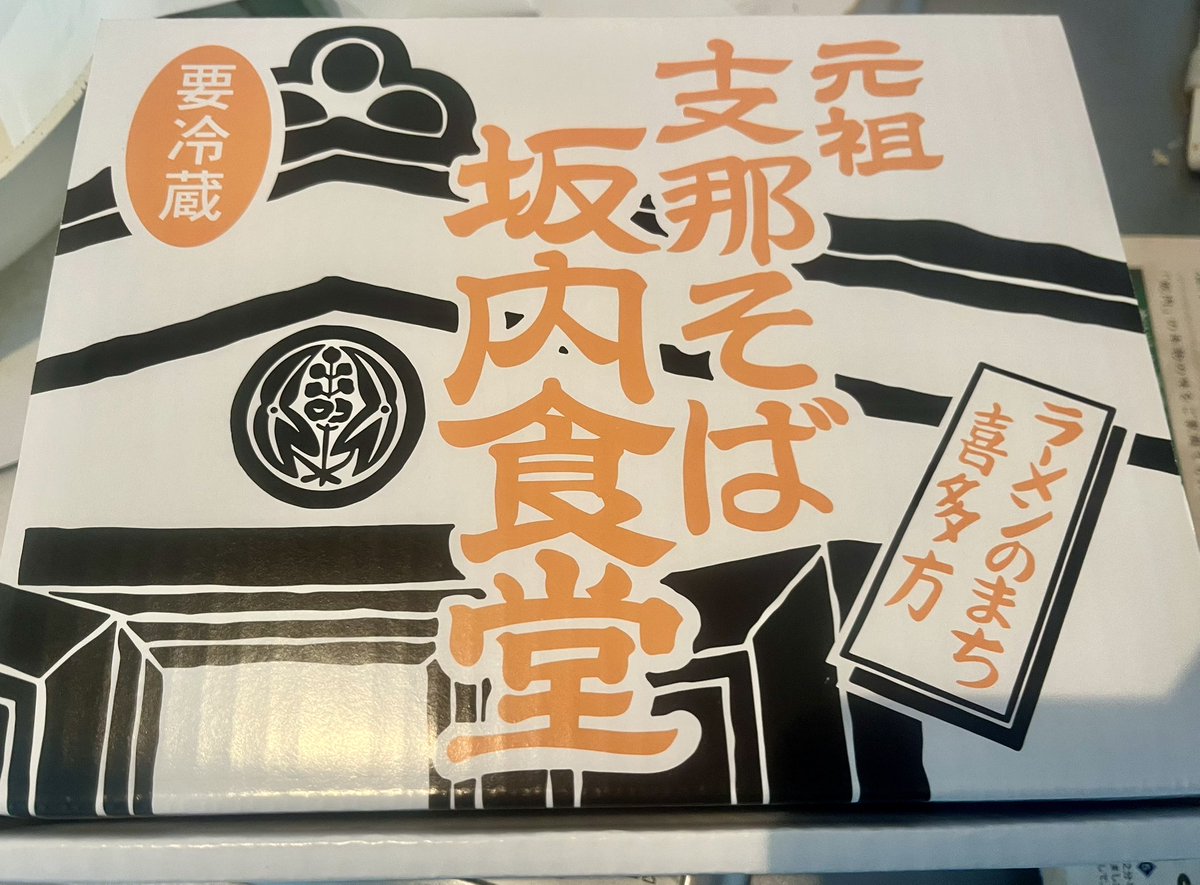 元祖
支那そば
坂内食堂
要冷蔵
ラーメンのまち
喜多方